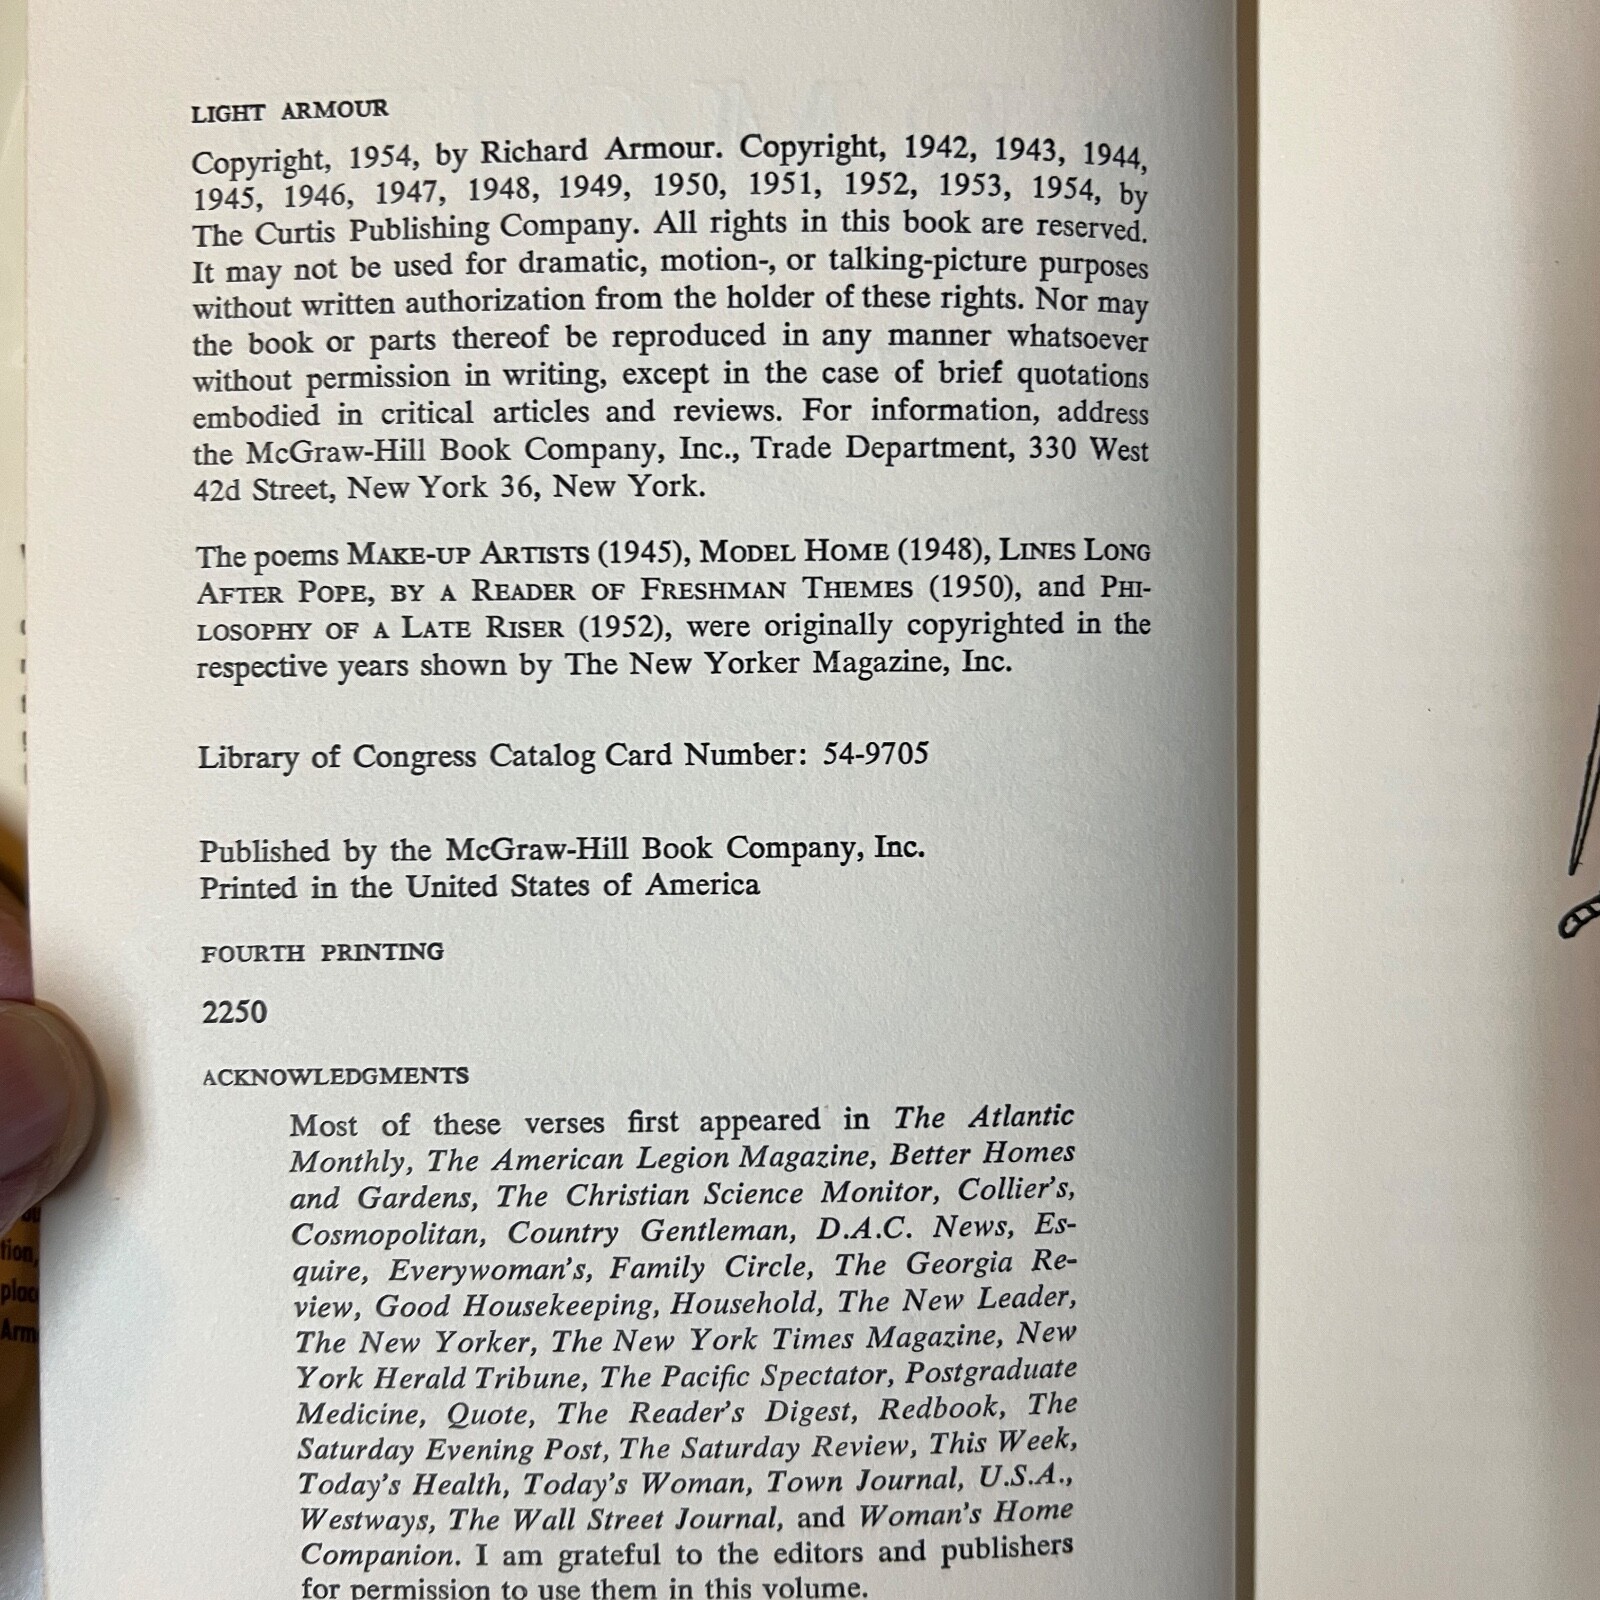 LIGHT ARMOUR
Copyright, 1954, by Richard Armour. Copyright, 1942, 1943, 1944,
1945, 1946, 1947, 1948, 1949, 1950, 1951, 1952, 1953, 1954, by
The Curtis Publishing Company. All rights in this book are reserved.
It may not be used for dramatic, motion-, or talking-picture purposes
without written authorization from the holder of these rights. Nor may
the book or parts thereof be reproduced in any manner whatsoever
without permission in writing, except in the case of brief quotations
embodied in critical articles and reviews. For information, address
the McGraw-Hill Book Company, Inc., Trade Department, 330 West
42d Street, New York 36, New York.
The poems MAKE-UP ARTISTS (1945), MODEL HOME (1948), LINES LONG
AFTER POPE, BY A READER OF FRESHMAN THEMES (1950), and PHI-
LOSOPHY OF A LATE RISER (1952), were originally copyrighted in the
respective years shown by The New Yorker Magazine, Inc.
Library of Congress Catalog Card Number: 54-9705
Published by the McGraw-Hill Book Company, Inc.
Printed in the United States of America
FOURTH PRINTING
2250
ACKNOWLEDGMENTS
Most of these verses first appeared in The Atlantic
Monthly, The American Legion Magazine, Better Homes
and Gardens, The Christian Science Monitor, Collier's,
Cosmopolitan, Country Gentleman, D.A.C. News, Es-
quire, Everywoman's, Family Circle, The Georgia Re-
view, Good Housekeeping, Household, The New Leader,
The New Yorker, The New York Times Magazine, New
York Herald Tribune, The Pacific Spectator, Postgraduate
Medicine, Quote, The Reader's Digest, Redbook, The
Saturday Evening Post, The Saturday Review, This Week,
Today's Health, Today's Woman, Town Journal, U.S.A.,
Westways, The Wall Street Journal, and Woman's Home
Companion. I am grateful to the editors and publishers
for permission to use them in this volume.
tion,
plac
Arm